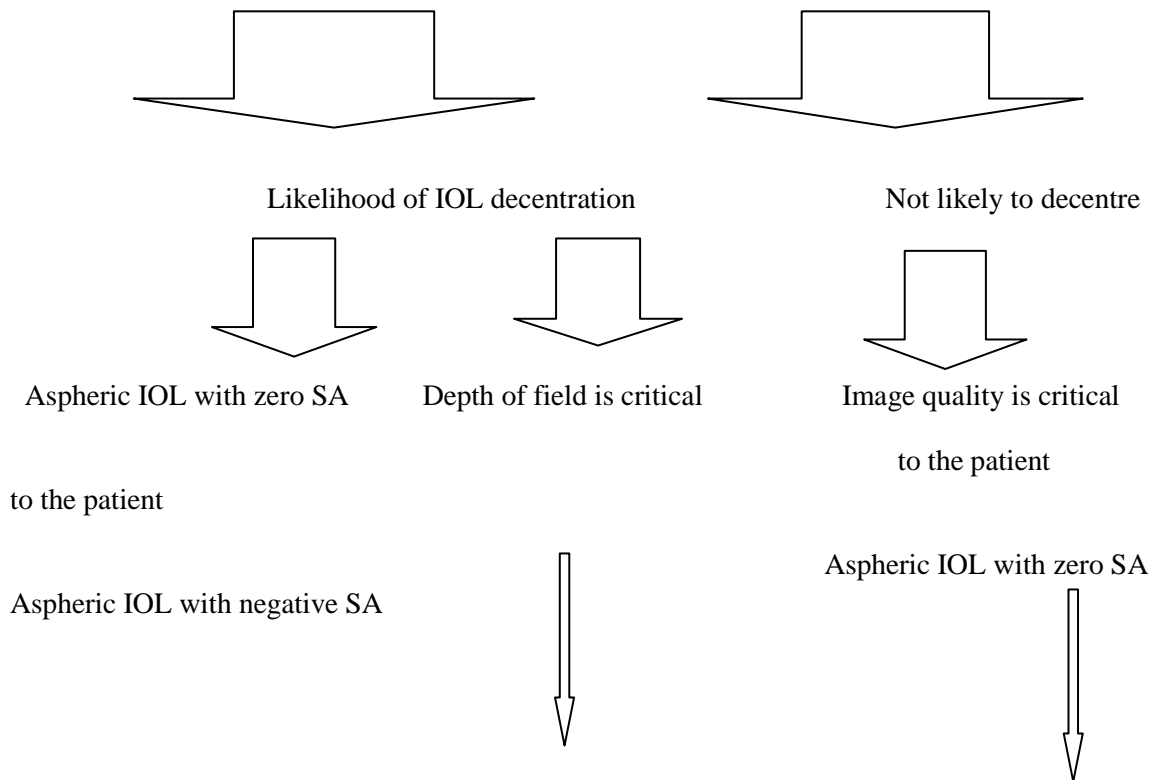 Likelihood of IOL decentration Not likely to decentre
Aspheric IOL with zero SA Depth of field is critical Image quality is critical
to the patient
to the patient
Aspheric IOL with zero SA
Aspheric IOL with negative SA